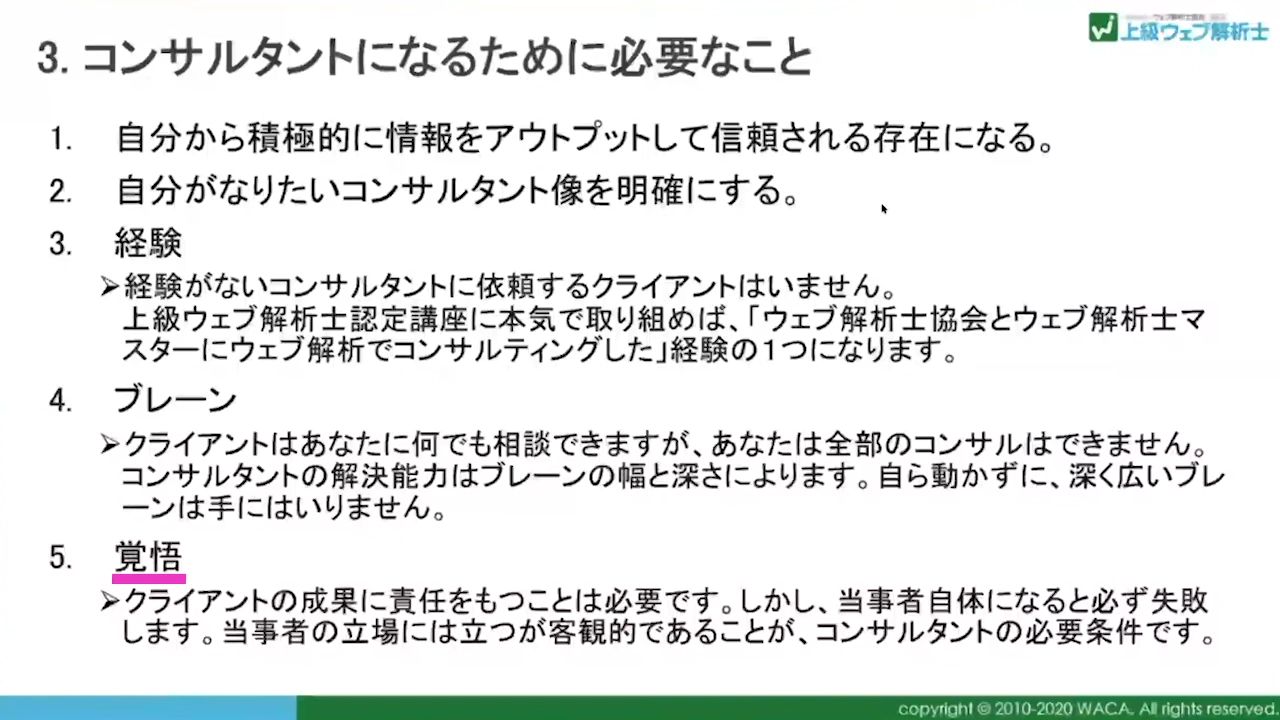 上級ウェブ解析士
3. コンサルタントになるために必要なこと
1. 自分から積極的に情報をアウトプットして信頼される存在になる。
2. 自分がなりたいコンサルタント像を明確にする。
3. 経験
➢経験がないコンサルタントに依頼するクライアントはいません。
上級ウェブ解析士認定講座に本気で取り組めば、「ウェブ解析士協会とウェブ解析士マ
スターにウェブ解析でコンサルティングした」経験の１つになります。
4. ブレーン
➢クライアントはあなたに何でも相談できますが、あなたは全部のコンサルはできません。
コンサルタントの解決能力はブレーンの幅と深さによります。自ら動かずに、深く広いブレ
ーンは手にはいりません。
5. 覚悟
➢クライアントの成果に責任をもつことは必要です。しかし、当事者自体になると必ず失敗
します。当事者の立場には立つが客観的であることが、コンサルタントの必要条件です。
copyright © 2010-2020 WACA. All rights reserved.